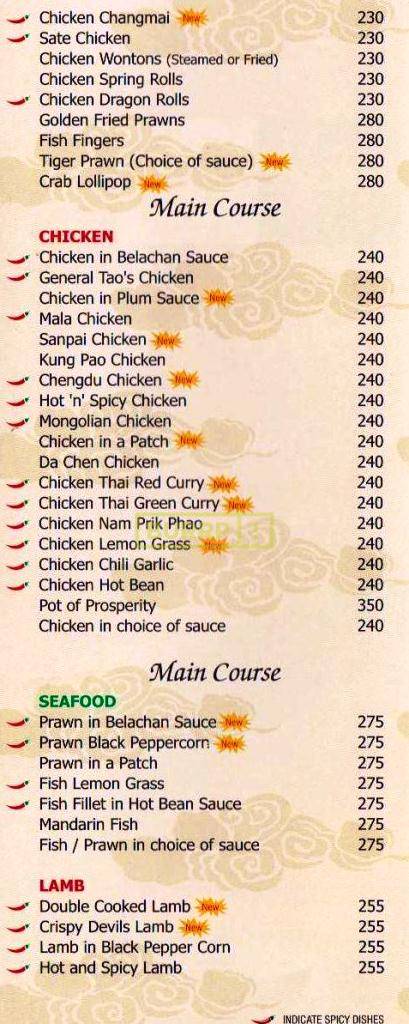 Chicken Changmai New 230
Sate Chicken 230
Chicken Wontons (Steamed or Fried) 230
Chicken Spring Rolls 230
Chicken Dragon Rolls 230
Golden Fried Prawns 280
Fish Fingers 280
Tiger Prawn (Choice of sauce) New 280
Crab Lollipop New 280
Main Course
CHICKEN
Chicken in Belachan Sauce 240
General Tao's Chicken 240
Chicken in Plum Sauce New 240
Mala Chicken 240
Sanpai Chicken New 240
Kung Pao Chicken 240
Chengdu Chicken New 240
Hot 'n' Spicy Chicken 240
Mongolian Chicken 240
Chicken in a Patch New 240
Da Chen Chicken 240
Chicken Thai Red Curry New 240
Chicken Thai Green Curry New 240
Chicken Nam Prik Phao 240
Chicken Lemon Grass New 240
Chicken Chili Garlic 240
Chicken Hot Bean 240
Pot of Prosperity 350
Chicken in choice of sauce 240
Main Course
SEAFOOD
Prawn in Belachan Sauce New 275
Prawn Black Peppercorn New 275
Prawn in a Patch 275
Fish Lemon Grass 275
Fish Fillet in Hot Bean Sauce 275
Mandarin Fish 275
Fish / Prawn in choice of sauce 275
LAMB
Double Cooked Lamb New 255
Crispy Devils Lamb New 255
Lamb in Black Pepper Corn 255
Hot and Spicy Lamb 255
INDICATE SPICY DISHES